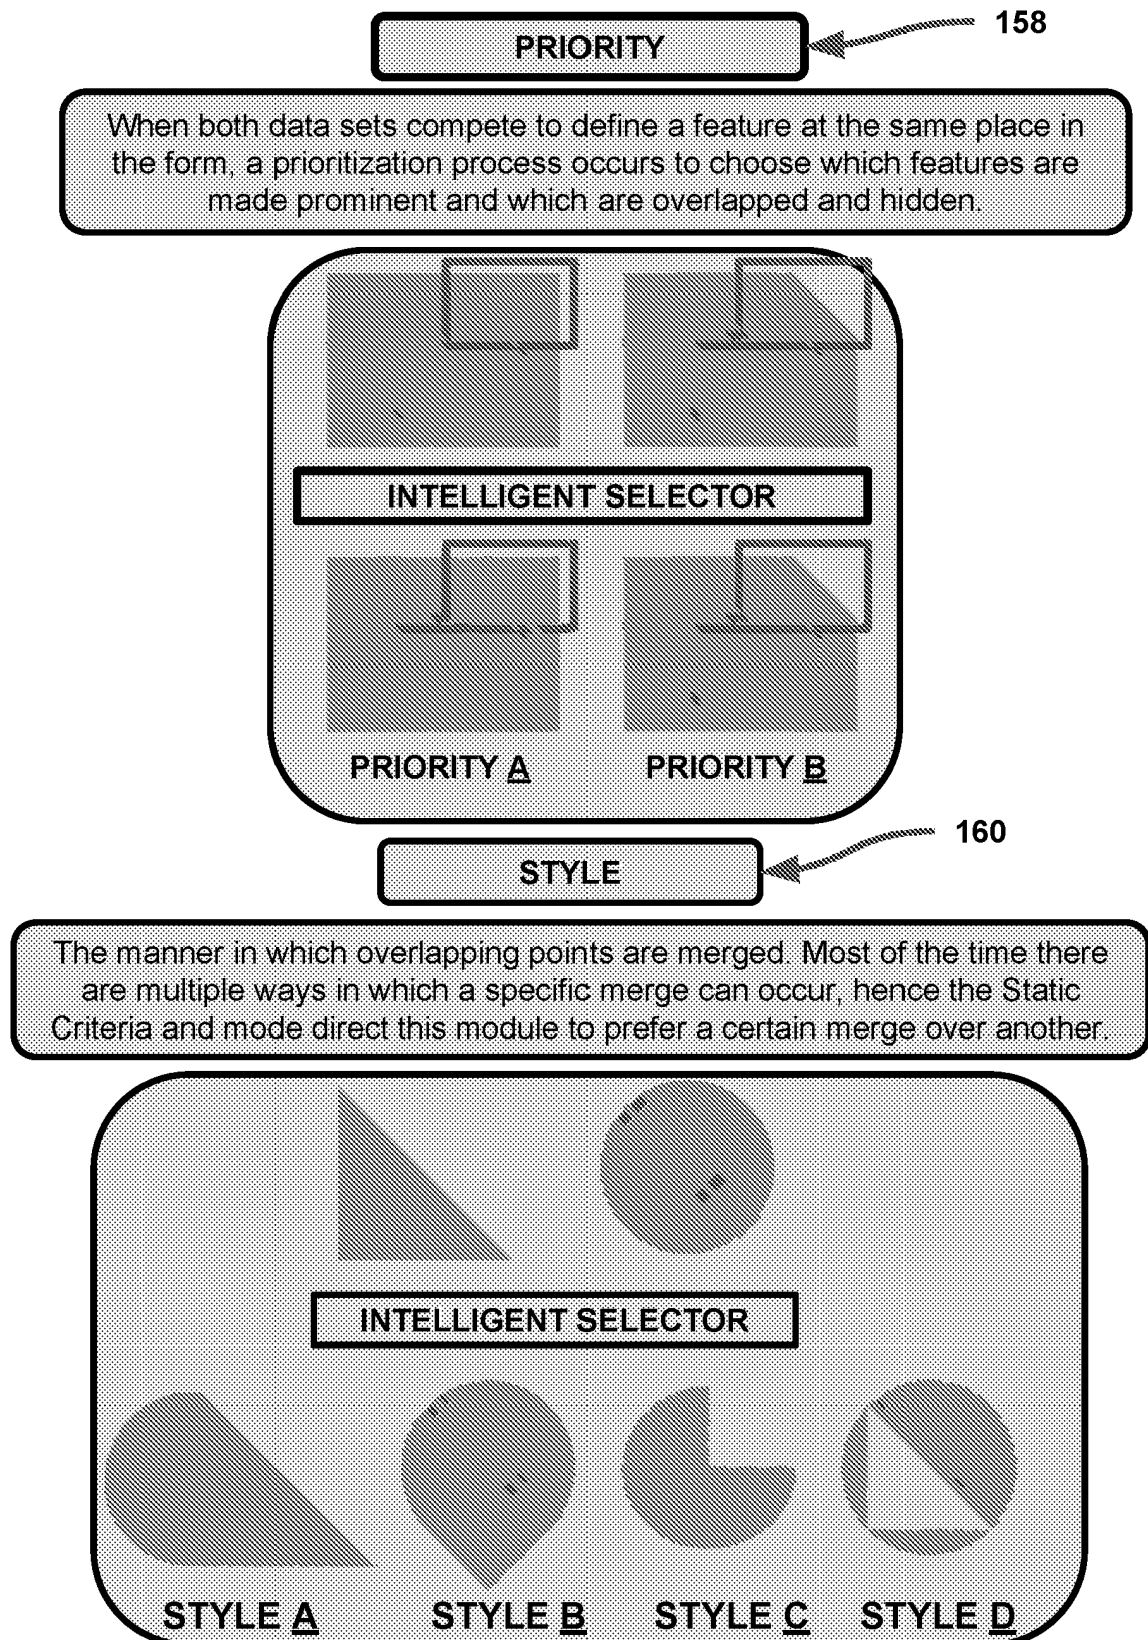 158
PRIORITY
When both data sets compete to define a feature at the same place in
the form, a prioritization process occurs to choose which features are
made prominent and which are overlapped and hidden.
INTELLIGENT SELECTOR
PRIORITY A PRIORITY B
160
STYLE
The manner in which overlapping points are merged. Most of the time there
are multiple ways in which a specific merge can occur, hence the Static
Criteria and mode direct this module to prefer a certain merge over another.
INTELLIGENT SELECTOR
STYLE A STYLE B STYLE C STYLE D